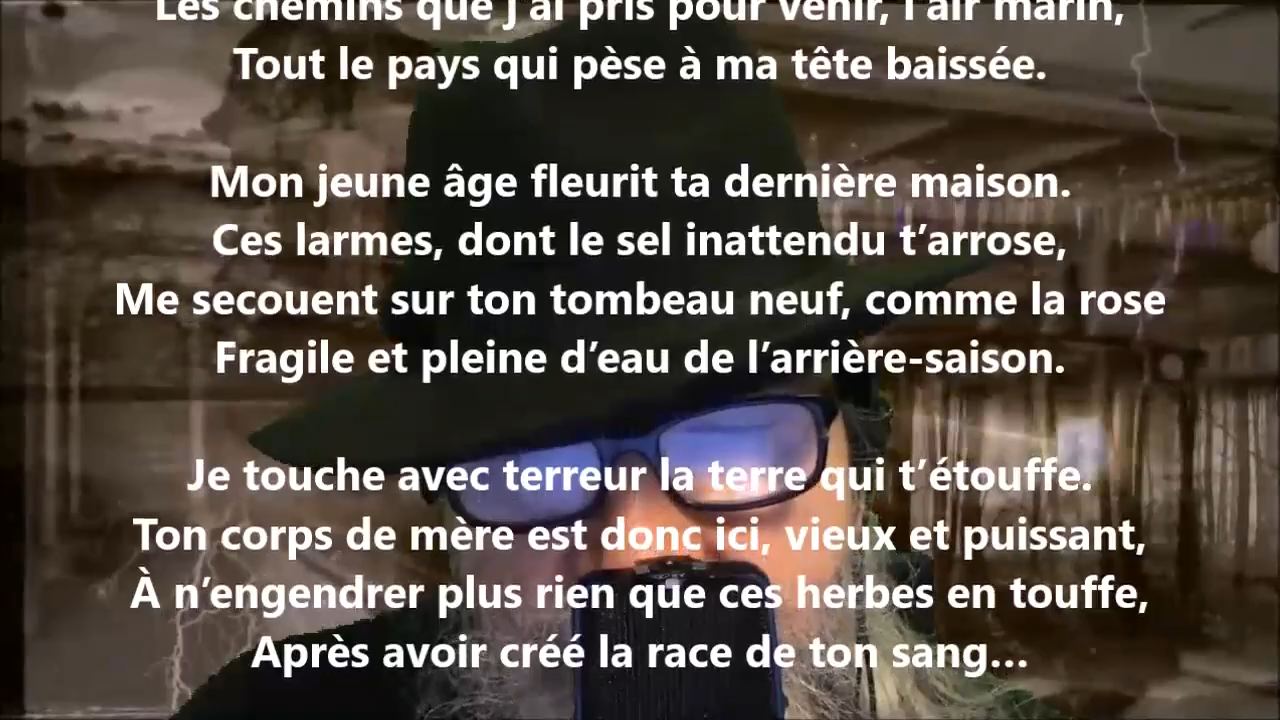 Les chemins que j'ai pris pour venir, l'air marin,
Tout le pays qui pèse à ma tête baissée.
Mon jeune âge fleurit ta dernière maison.
Ces larmes, dont le sel inattendu t’arrose,
Me secouent sur ton tombeau neuf, comme la rose
Fragile et pleine d’eau de l’arrière-saison.
Je touche avec terreur la terre qui t’étouffe.
Ton corps de mère est donc ici, vieux et puissant,
À n’engendrer plus rien que ces herbes en touffe,
Après avoir créé la race de ton sang…